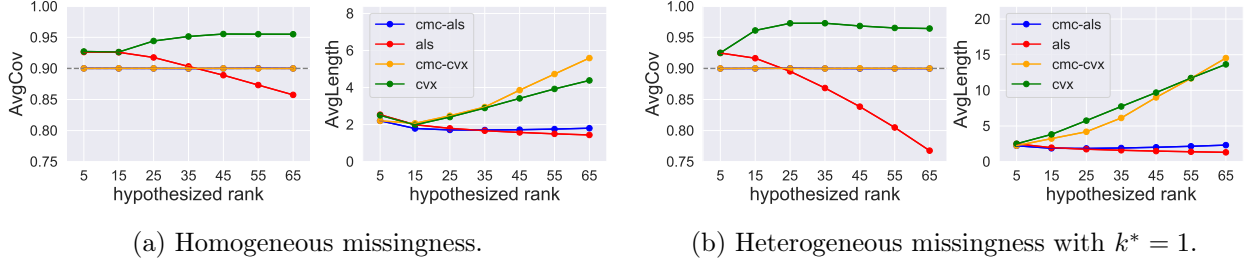 AvgCov
1.00
0.95
0.90
0.85
0.80
0.75
5 15 25 35 45 55 65
hypothesized rank
AvgLength
8
6
4
2
0
cmc-als
als
cmc-cvx
cvx
5 15 25 35 45 55 65
hypothesized rank
(a) Homogeneous missingness.
AvgCov
1.00
0.95
0.90
0.85
0.80
0.75
5 15 25 35 45 55 65
hypothesized rank
AvgLength
20
15
10
5
0
cmc-als
als
cmc-cvx
cvx
5 15 25 35 45 55 65
hypothesized rank
(b) Heterogeneous missingness with k* = 1.